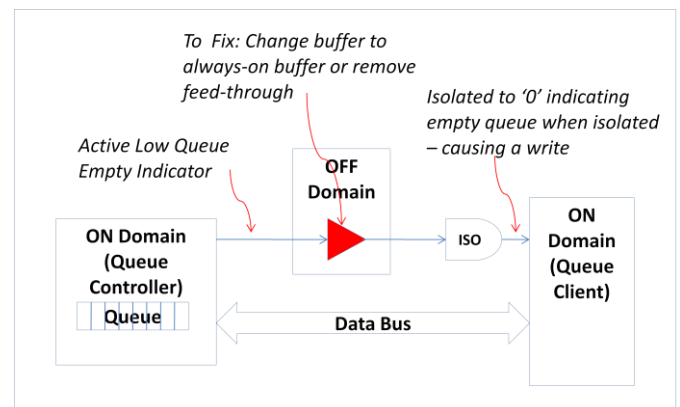 To Fix: Change buffer to
always-on buffer or remove
feed-through
Isolated to ‘0’ indicating
empty queue when isolated
– causing a write
Active Low Queue
Empty Indicator
OFF
Domain
ON Domain
(Queue
Controller)
Queue
ISO
ON
Domain
(Queue
Client)
Data Bus